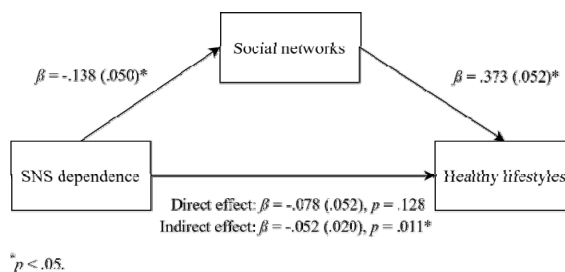 Social networks
β = -.138 (.050)*
β = .373 (.052)*
SNS dependence
Healthy lifestyles
Direct effect: β = -.078 (.052), p = .128
Indirect effect: β = -.052 (.020), p = .011*
*p < .05.